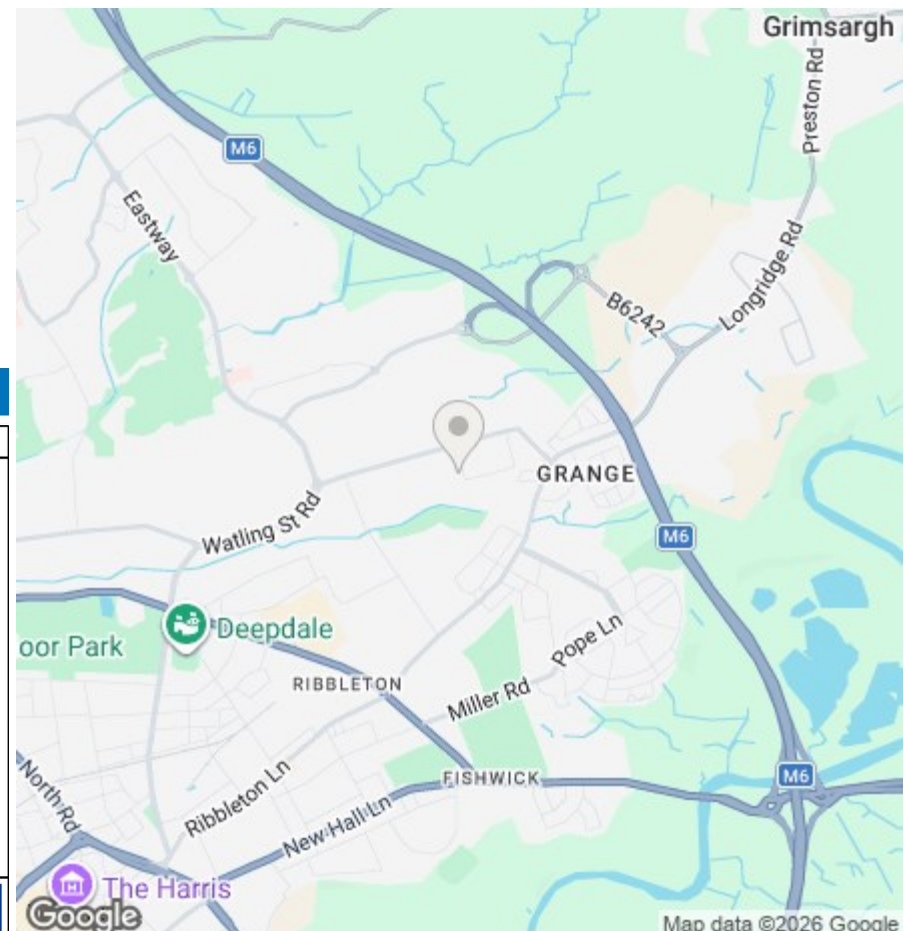 Grimsargh
Preston Rd
M6
Eastway
Longridge Rd
B6242
GRANGE
Watling St Rd
M6
Deepdale
oor Park
Pope Ln
RIBBLETON
Miller Rd
FISHWICK
M6
North Rd
Ribbleton Ln
New Hall Ln
The Harris
Google
Map data ©2026 Google